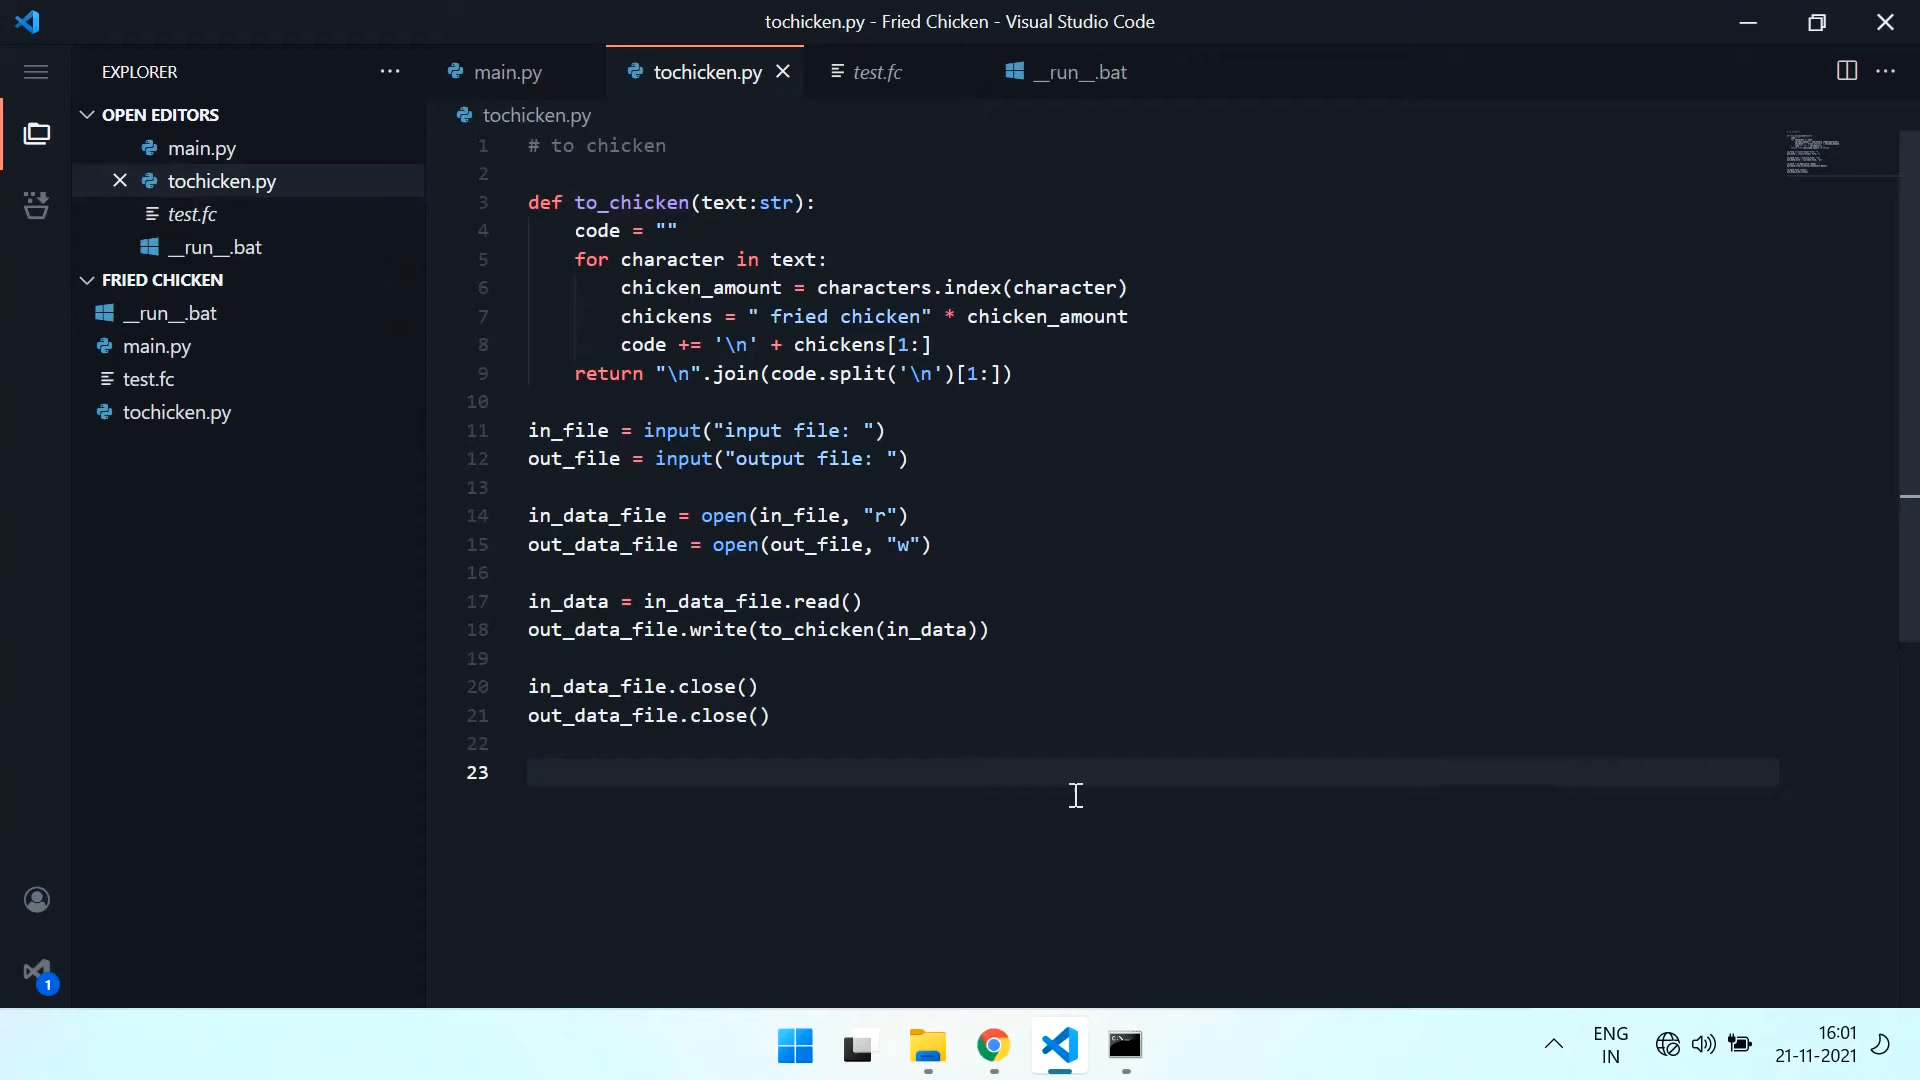 tochicken.py - Fried Chicken - Visual Studio Code
EXPLORER
OPEN EDITORS
main.py
tochicken.py
test.fc
__run__.bat
FRIED CHICKEN
__run__.bat
main.py
test.fc
tochicken.py
1
main.py
tochicken.py
test.fc
__run__.bat
tochicken.py
1 # to chicken
2
3 def to_chicken(text:str):
4 code = ""
5 for character in text:
6 chicken_amount = characters.index(character)
7 chickens = " fried chicken" * chicken_amount
8 code += '\n' + chickens[1:]
9 return "\n".join(code.split('\n')[1:])
10
11 in_file = input("input file: ")
12 out_file = input("output file: ")
13
14 in_data_file = open(in_file, "r")
15 out_data_file = open(out_file, "w")
16
17 in_data = in_data_file.read()
18 out_data_file.write(to_chicken(in_data))
19
20 in_data_file.close()
21 out_data_file.close()
22
23
ENG
IN
16:01
21-11-2021